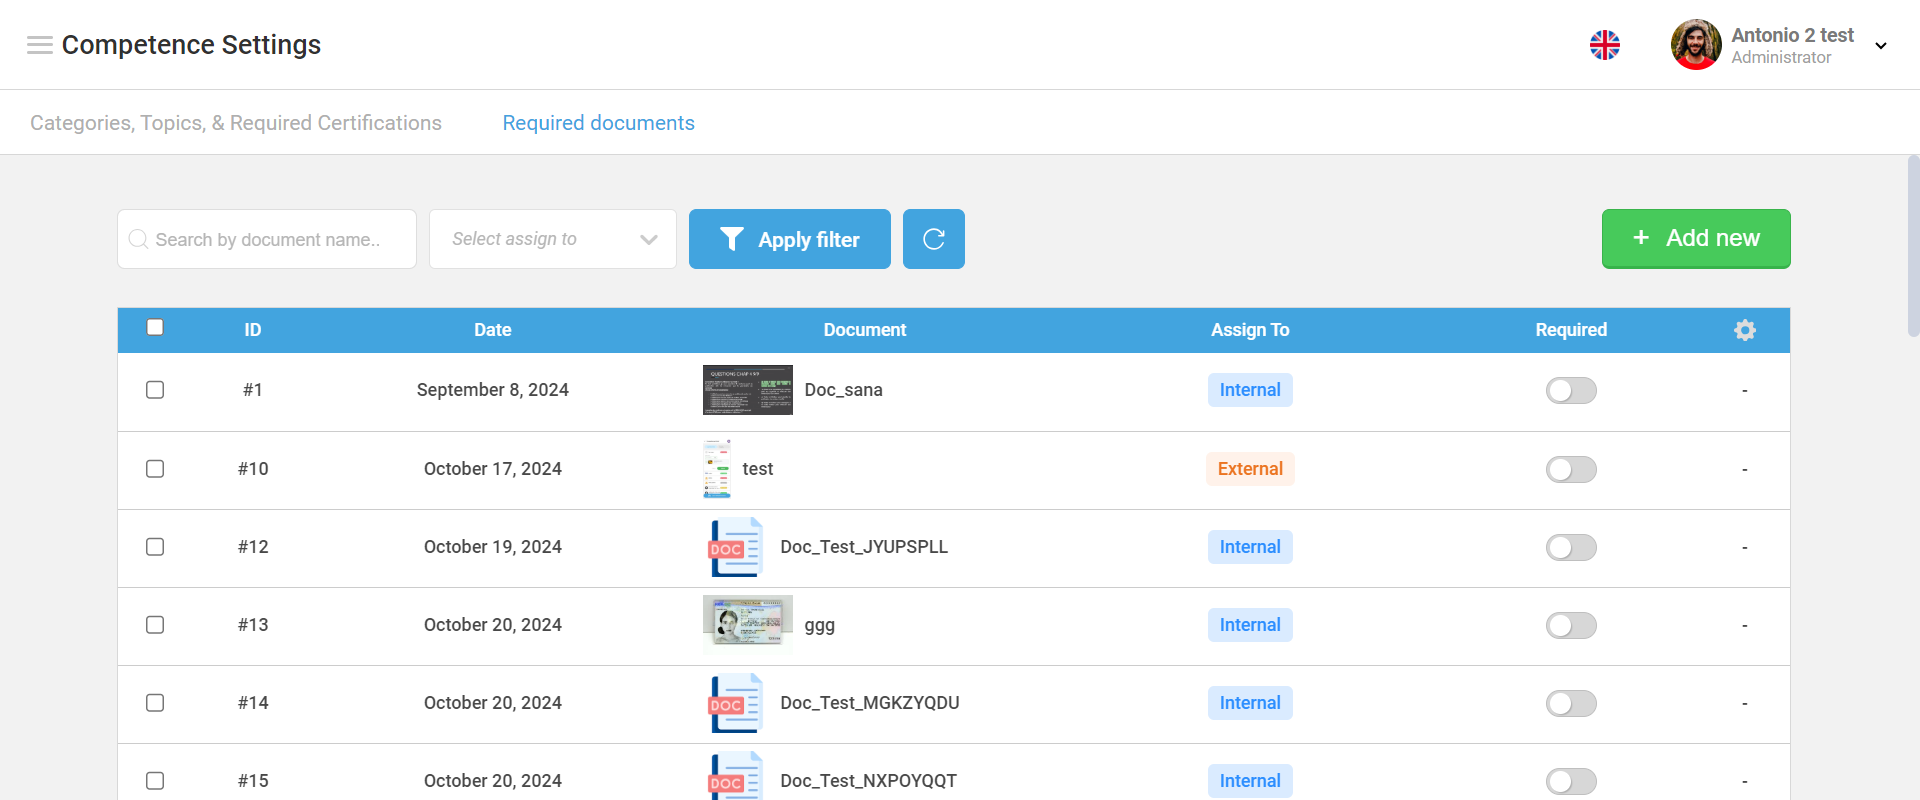 Competence Settings
Antonio 2 test
Administrator
Categories, Topics, & Required Certifications
Required documents
Search by document name..
Select assign to
Apply filter
+ Add new
ID Date Document Assign To Required
#1 September 8, 2024 Doc_sana Internal -
QUESTIONS CHAP
#10 October 17, 2024 test External -
#12 October 19, 2024 DOC Doc_Test_JYUPSPLL Internal -
#13 October 20, 2024 ggg Internal -
#14 October 20, 2024 DOC Doc_Test_MGKZYQDU Internal -
#15 October 20, 2024 DOC Doc_Test_NXPOYQQT Internal -